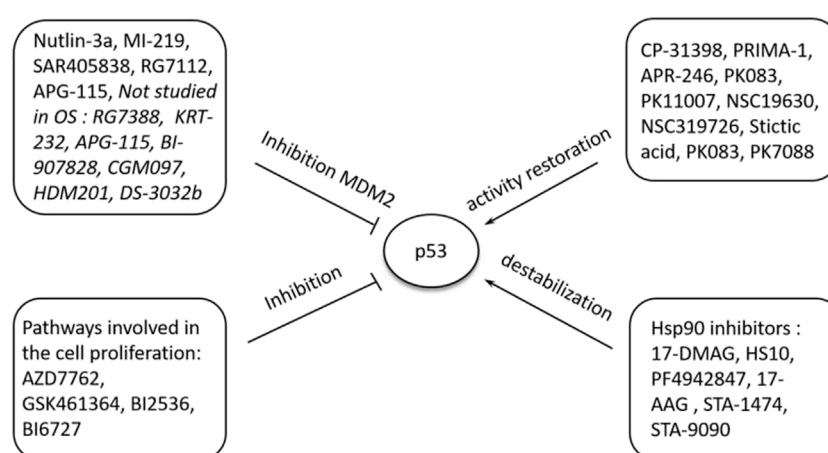 Nutlin-3a, MI-219,
SAR405838, RG7112,
APG-115, Not studied
in OS : RG7388, KRT-
232, APG-115, BI-
907828, CGM097,
HDM201, DS-3032b
Inhibition MDM2
CP-31398, PRIMA-1,
APR-246, PK083,
PK11007, NSC19630,
NSC319726, Stictic
acid, PK083, PK7088
activity restoration
p53
Pathways involved in
the cell proliferation:
AZD7762,
GSK461364, BI2536,
BI6727
Inhibition
Hsp90 inhibitors :
17-DMAG, HS10,
PF4942847, 17-
AAG , STA-1474,
STA-9090
destabilization